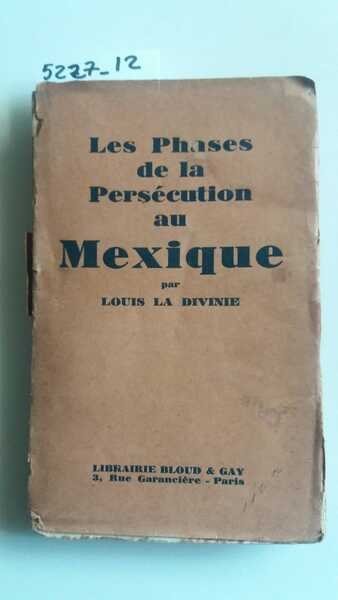 5227_12
Les Phases
de la
Persécution
au
Mexique
par
LOUIS LA DIVINIE
LIBRAIRIE BLOUD & GAY
3, Rue Garancière - Paris